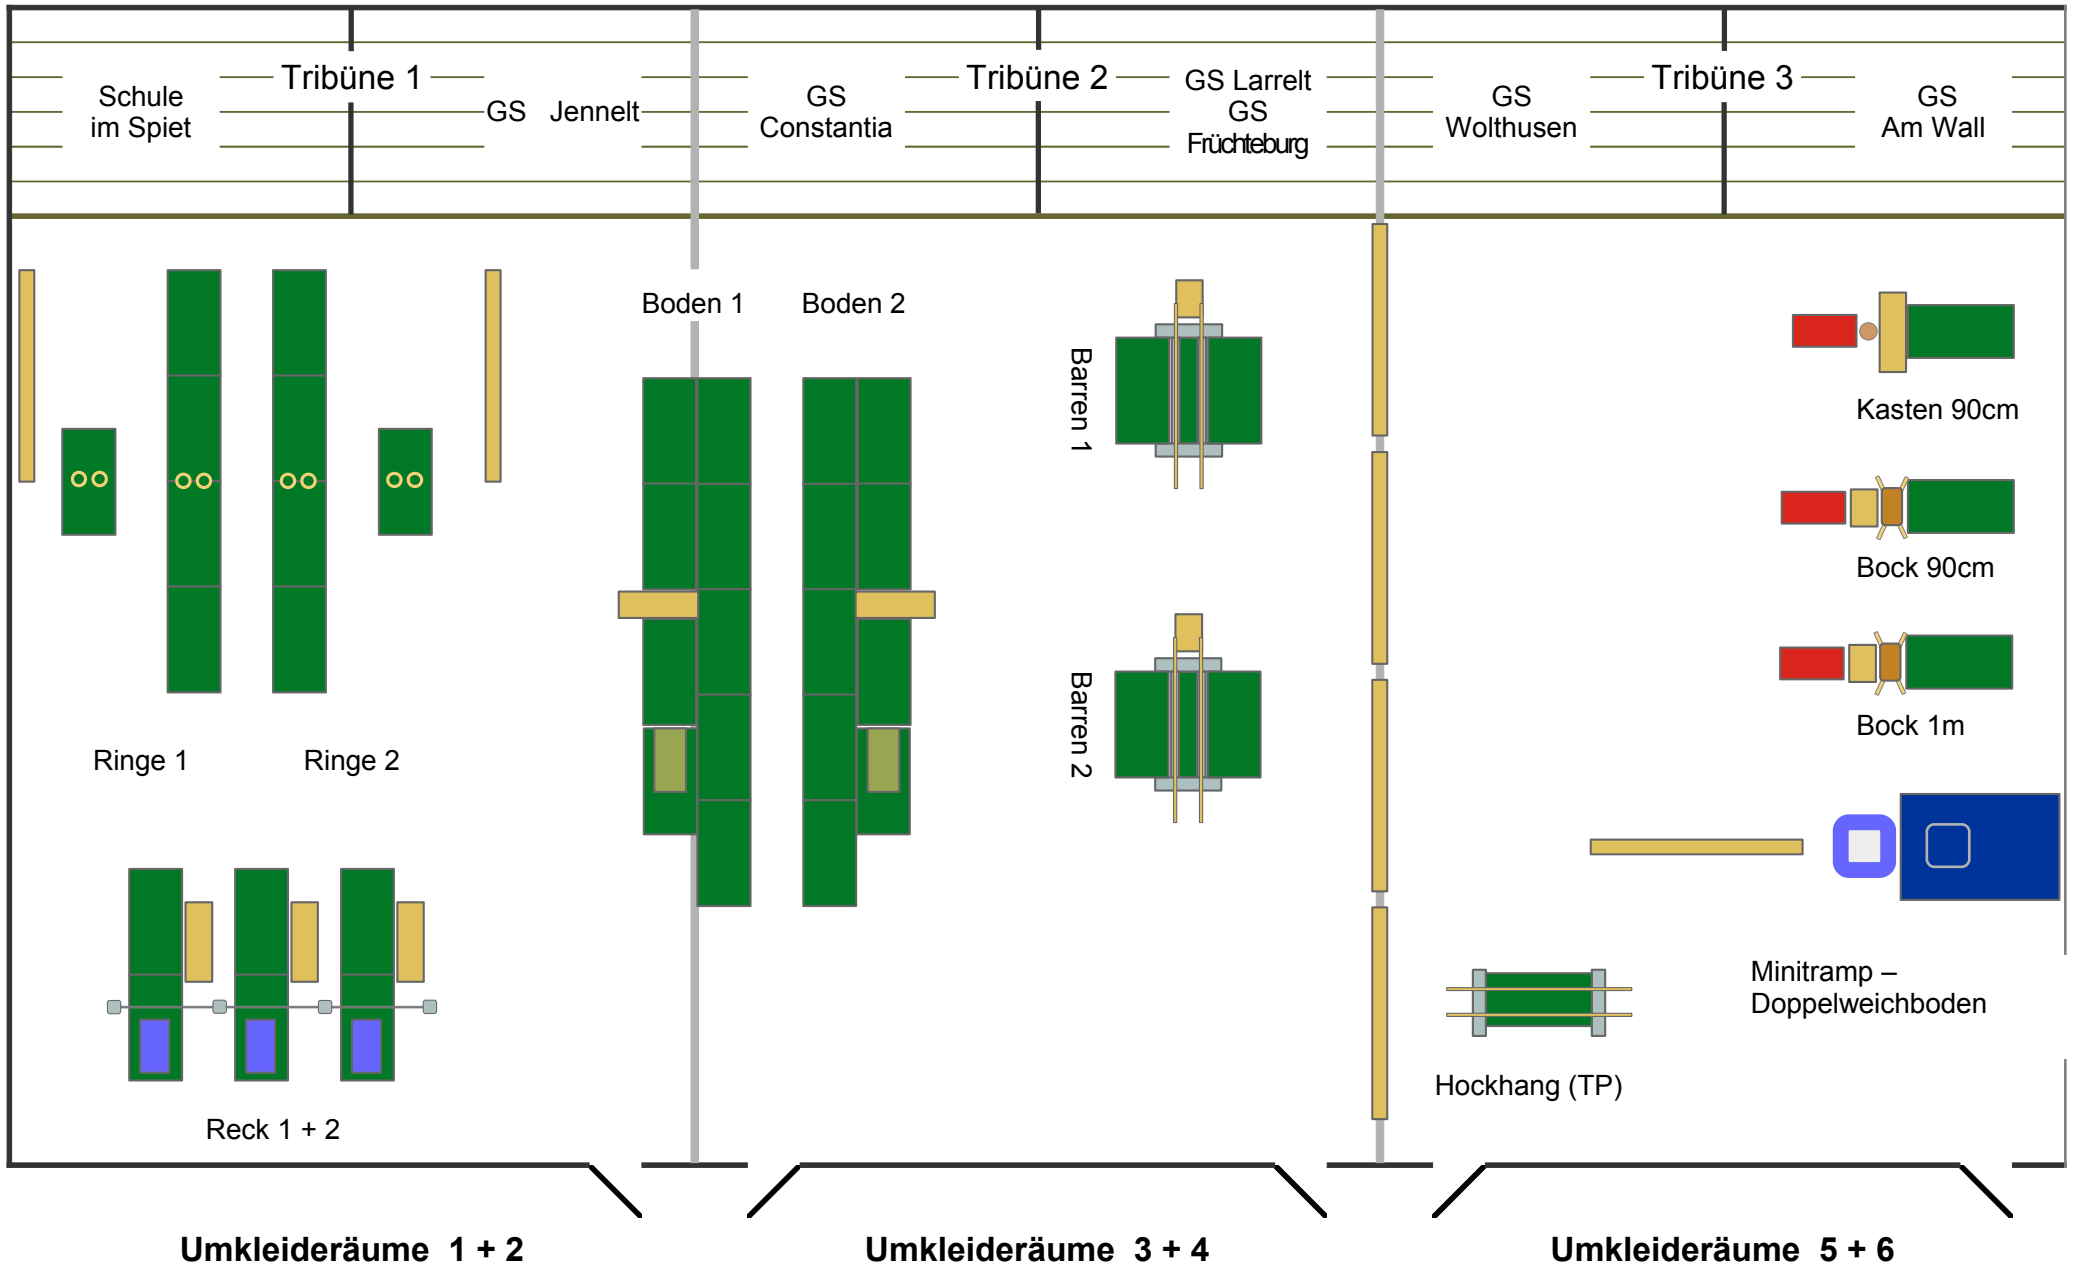 Tribüne 1
Tribüne 2
Tribüne 3
Schule
im Spiet
GS Jennelt
GS
Constantia
GS Larrelt
GS
Früchteburg
GS
Wolthusen
GS
Am Wall
Boden 1
Boden 2
Barren 1
Barren 2
Kasten 90cm
Bock 90cm
Bock 1m
Ringe 1
Ringe 2
Minitramp –
Doppelweichboden
Hockhang (TP)
Reck 1 + 2
Umkleideräume 1 + 2
Umkleideräume 3 + 4
Umkleideräume 5 + 6